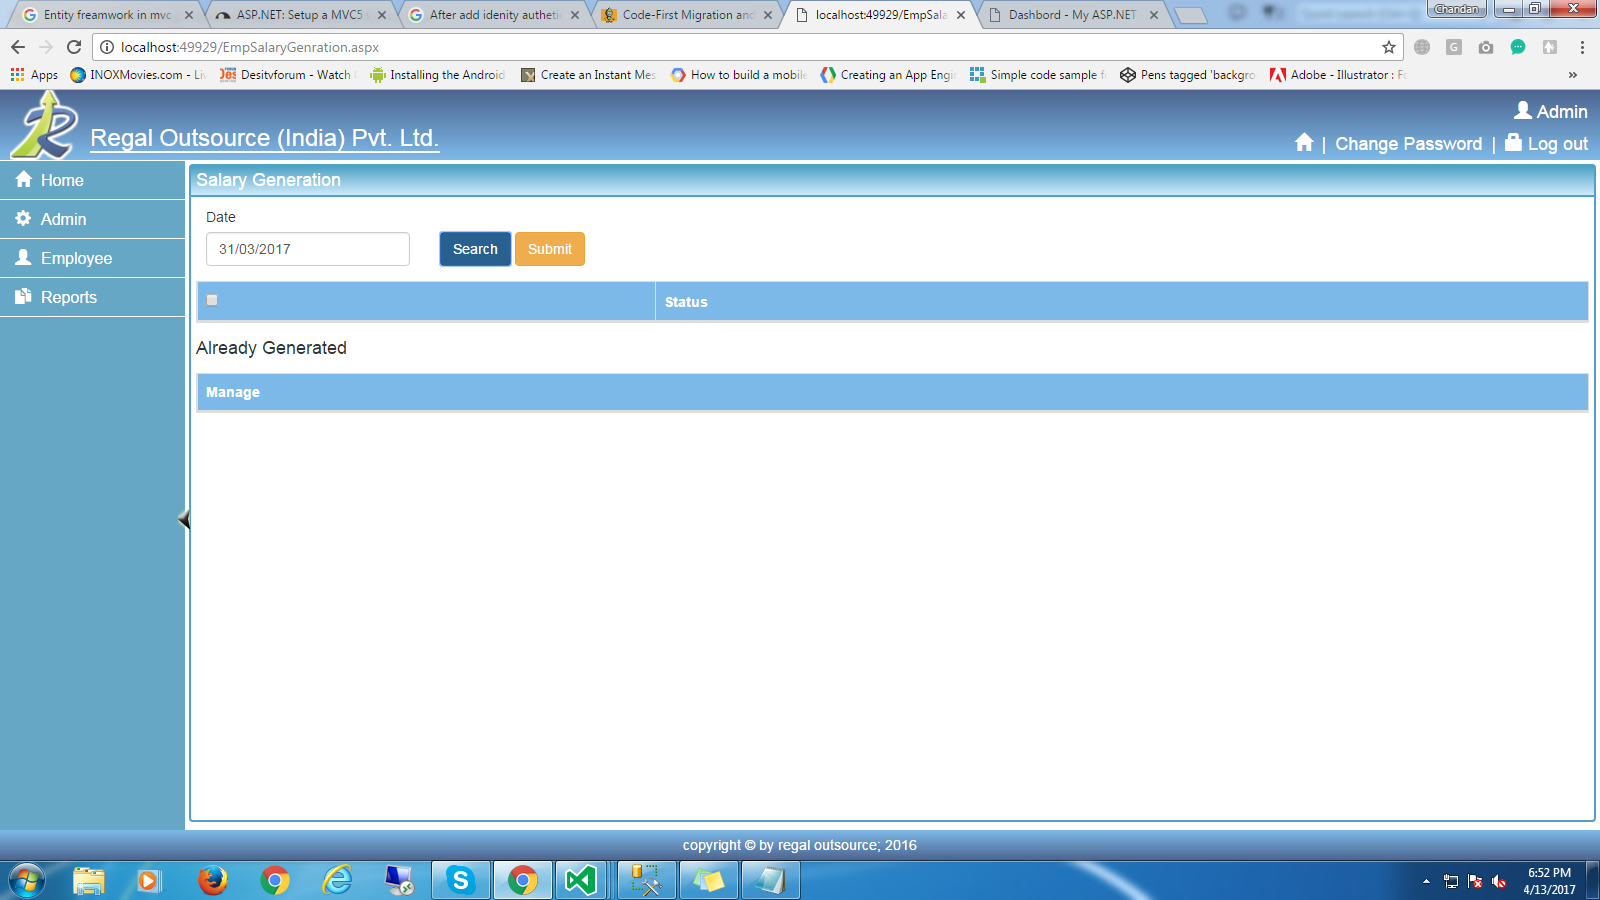 Entity freamwork in mvc
ASP.NET: Setup a MVC5
After add idenity autheti
Code-First Migration and
localhost:49929/EmpSala
Dashbord - My ASP.NET
Chandan
localhost:49929/EmpSalaryGenration.aspx
Apps
INOXMovies.com - Li
Desitvforum - Watch
Installing the Android
Create an Instant Mes
How to build a mobile
Creating an App Engi
Simple code sample f
Pens tagged 'backgro
Adobe - Illustrator : Fo
»
Regal Outsource (India) Pvt. Ltd.
Admin
| Change Password | Log out
Home
Admin
Employee
Reports
Salary Generation
Date
31/03/2017
Search
Submit
Status
Already Generated
Manage
copyright © by regal outsource; 2016
6:52 PM
4/13/2017